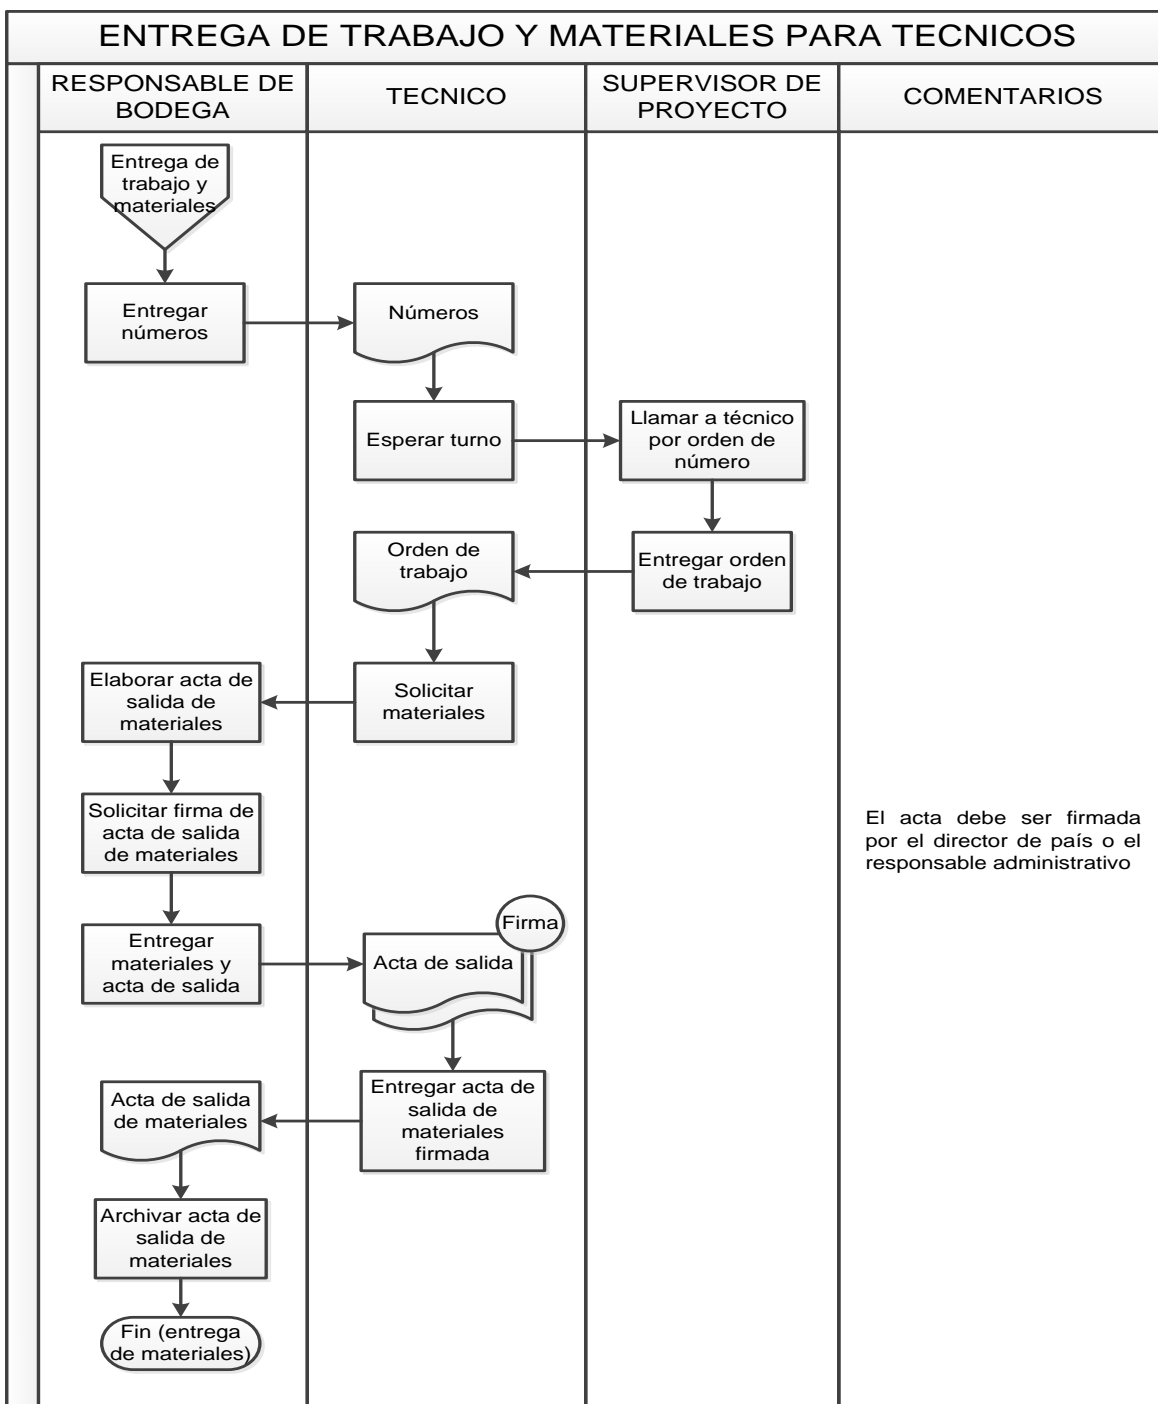 ENTREGA DE TRABAJO Y MATERIALES PARA TECNICOS
RESPONSABLE DE
BODEGA
TECNICO
SUPERVISOR DE
PROYECTO
COMENTARIOS
Entrega de
trabajo y
materiales
Entregar
números
Números
Esperar turno
Llamar a técnico
por orden de
número
Entregar orden
de trabajo
Orden de
trabajo
Solicitar
materiales
Elaborar acta de
salida de
materiales
Solicitar firma de
acta de salida
de materiales
El acta debe ser firmada
por el director de país o el
responsable administrativo
Entregar
materiales y
acta de salida
Firma
Acta de salida
Entregar acta de
salida de
materiales
firmada
Acta de salida
de materiales
Archivar acta de
salida de
materiales
Fin (entrega
de materiales)